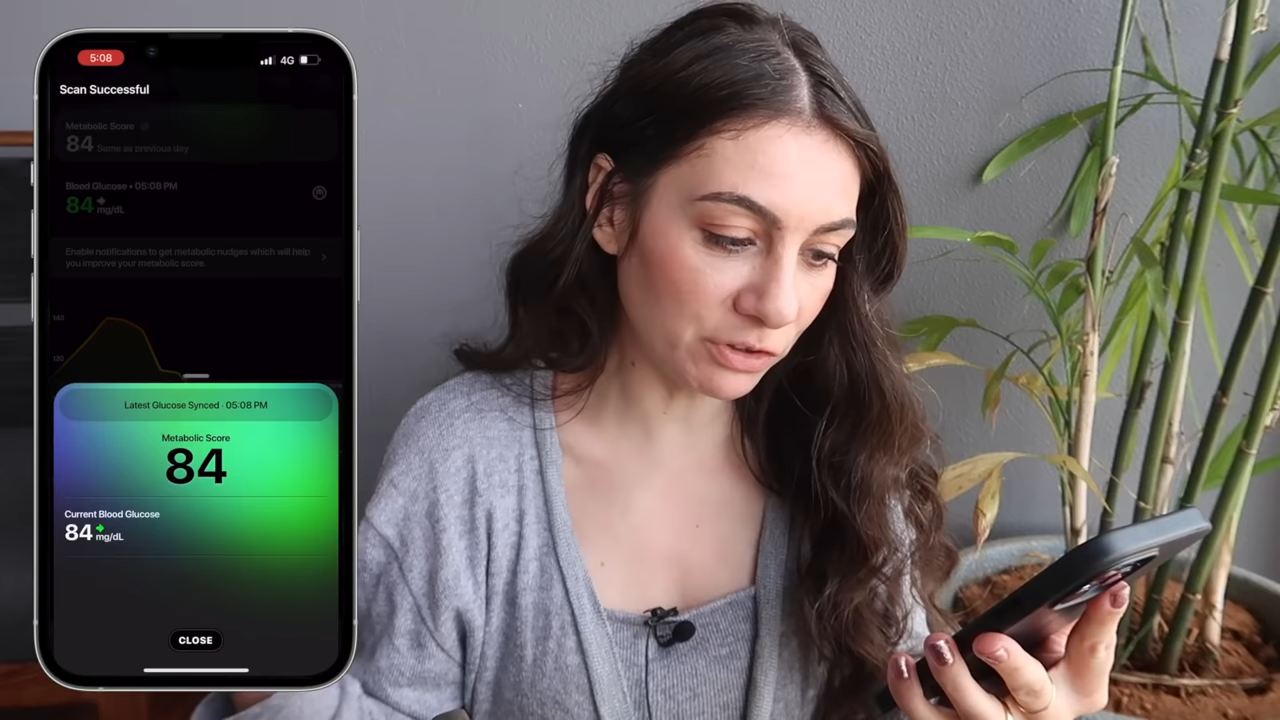 5:08
4G
Scan Successful
Metabolic Score
84 Same as previous day
Blood Glucose • 05:08 PM
84 mg/dL
Enable notifications to get metabolic nudges which will help
you improve your metabolic score.
140
120
Latest Glucose Synced · 05:08 PM
Metabolic Score
84
Current Blood Glucose
84 mg/dL
CLOSE